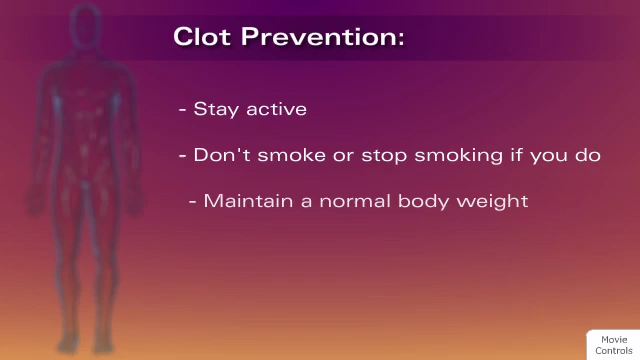 Clot Prevention:
- Stay active
- Don't smoke or stop smoking if you do
- Maintain a normal body weight
Movie
Controls